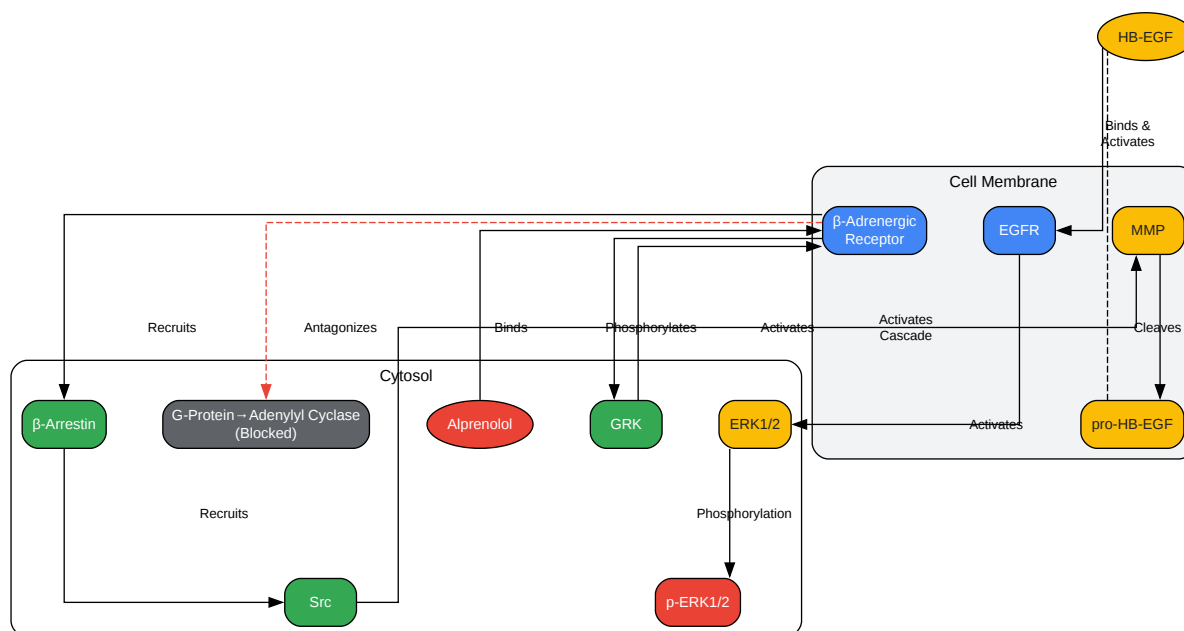 HB-EGF
Binds &
Activates
Cell Membrane
β-Adrenergic
Receptor
EGFR
MMP
Recruits
Antagonizes
Binds
Phosphorylates
Activates
Activates
Cascade
Cleaves
Cytosol
β-Arrestin
G-Protein→Adenylyl Cyclase
(Blocked)
Alprenolol
GRK
ERK1/2
Activates
pro-HB-EGF
Recruits
Phosphorylation
Src
p-ERK1/2